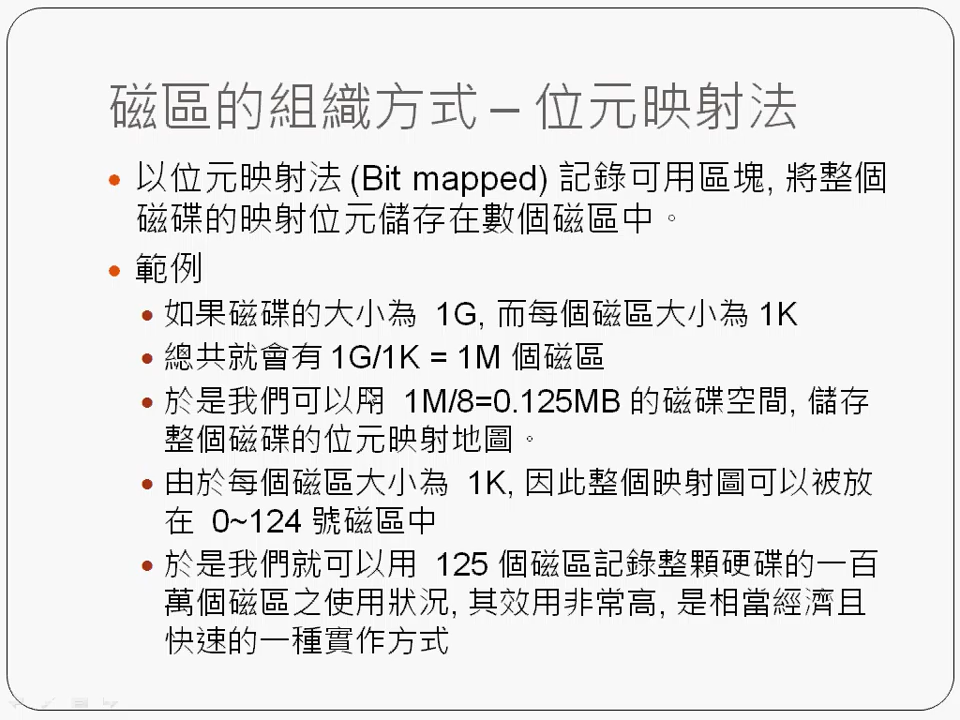 磁區的組織方式 – 位元映射法
以位元映射法 (Bit mapped) 記錄可用區塊, 將整個
磁碟的映射位元儲存在數個磁區中。
範例
如果磁碟的大小為 1G, 而每個磁區大小為 1K
總共就會有 1G/1K = 1M 個磁區
於是我們可以用 1M/8=0.125MB 的磁碟空間, 儲存
整個磁碟的位元映射地圖。
由於每個磁區大小為 1K, 因此整個映射圖可以被放
在 0~124 號磁區中
於是我們就可以用 125 個磁區記錄整顆硬碟的一百
萬個磁區之使用狀況, 其效用非常高, 是相當經濟且
快速的一種實作方式